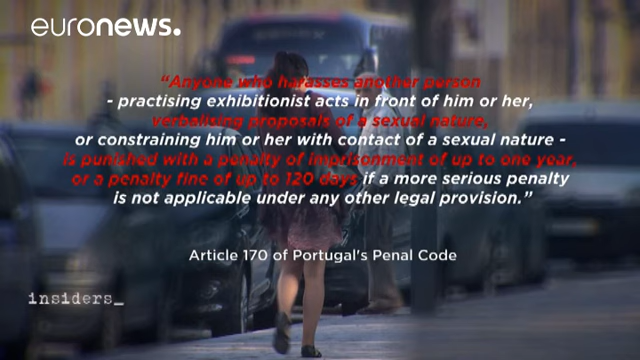 euronews.
“Anyone who harasses another person
- practising exhibitionist acts in front of him or her,
verbalising proposals of a sexual nature,
or constraining him or her with contact of a sexual nature -
is punished with a penalty of imprisonment of up to one year,
or a penalty fine of up to 120 days if a more serious penalty
is not applicable under any other legal provision.”
Article 170 of Portugal's Penal Code
insiders_